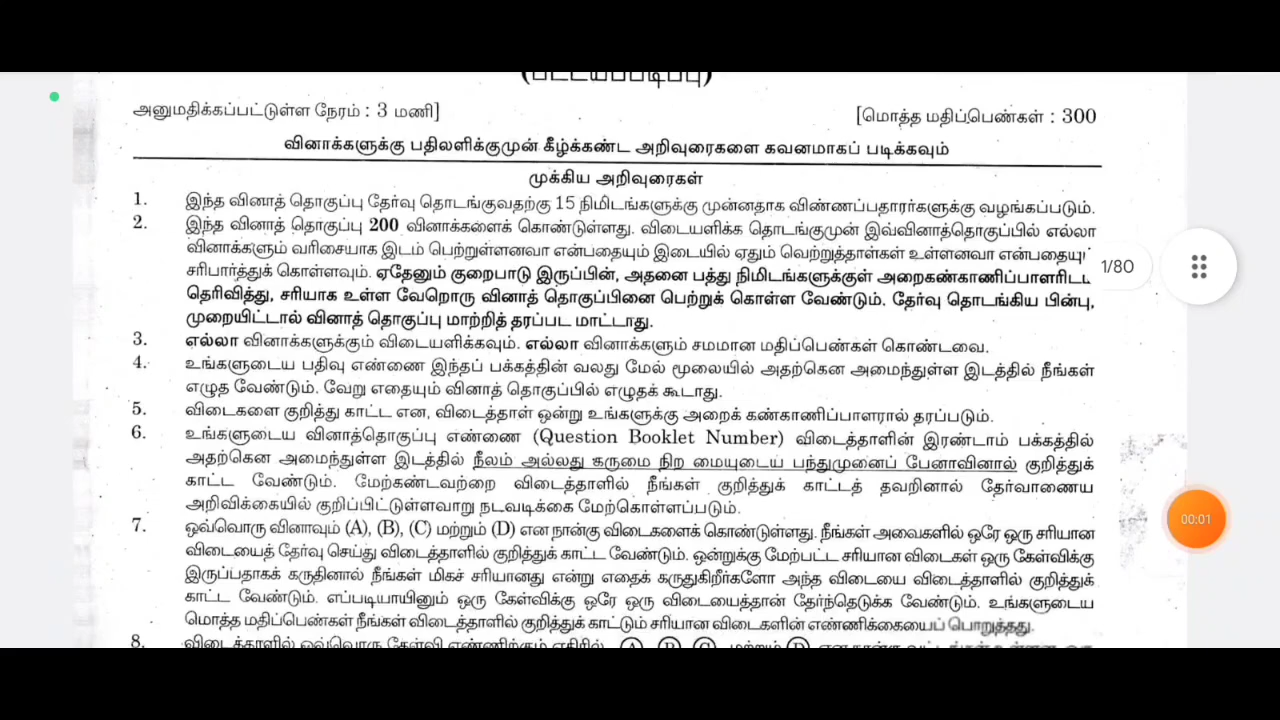 (பட்டயப்படிப்பு)
அனுமதிக்கப்பட்டுள்ள நேரம் : 3 மணி]
[மொத்த மதிப்பெண்கள் : 300
வினாக்களுக்கு பதிலளிக்குமுன் கீழ்க்கண்ட அறிவுரைகளை கவனமாகப் படிக்கவும்
முக்கிய அறிவுரைகள்
1. இந்த வினாத் தொகுப்பு தேர்வு தொடங்குவதற்கு 15 நிமிடங்களுக்கு முன்னதாக விண்ணப்பதாரர்களுக்கு வழங்கப்படும்.
2. இந்த வினாத் தொகுப்பு 200 வினாக்களைக் கொண்டுள்ளது. விடையளிக்க தொடங்குமுன் இவ்வினாத்தொகுப்பில் எல்லா
வினாக்களும் வரிசையாக இடம் பெற்றுள்ளனவா என்பதையும் இடையில் ஏதும் வெற்றுத்தாள்கள் உள்ளனவா என்பதையு
சரிபார்த்துக் கொள்ளவும். ஏதேனும் குறைபாடு இருப்பின், அதனை பத்து நிமிடங்களுக்குள் அறைகண்காணிப்பாளரிடம்
தெரிவித்து, சரியாக உள்ள வேறொரு வினாத் தொகுப்பினை பெற்றுக் கொள்ள வேண்டும். தேர்வு தொடங்கிய பின்பு,
முறையிட்டால் வினாத் தொகுப்பு மாற்றித் தரப்பட மாட்டாது.
1/80
3. எல்லா வினாக்களுக்கும் விடையளிக்கவும். எல்லா வினாக்களும் சமமான மதிப்பெண்கள் கொண்டவை.
4. உங்களுடைய பதிவு எண்ணை இந்தப் பக்கத்தின் வலது மேல் மூலையில் அதற்கென அமைந்துள்ள இடத்தில் நீங்கள்
எழுத வேண்டும். வேறு எதையும் வினாத் தொகுப்பில் எழுதக் கூடாது.
5. விடைகளை குறித்து காட்ட என, விடைத்தாள் ஒன்று உங்களுக்கு அறைக் கண்காணிப்பாளரால் தரப்படும்.
6. உங்களுடைய வினாத்தொகுப்பு எண்ணை (Question Booklet Number) விடைத்தாளின் இரண்டாம் பக்கத்தில்
அதற்கென அமைந்துள்ள இடத்தில் நீலம் அல்லது கருமை நிற மையுடைய பந்துமுனைப் பேனாவினால் குறித்துக்
காட்ட வேண்டும். மேற்கண்டவற்றை விடைத்தாளில் நீங்கள் குறித்துக் காட்டத் தவறினால் தேர்வாணைய
அறிவிக்கையில் குறிப்பிட்டுள்ளவாறு நடவடிக்கை மேற்கொள்ளப்படும்.
00:01
7. ஒவ்வொரு வினாவும் (A), (B), (C) மற்றும் (D) என நான்கு விடைகளைக் கொண்டுள்ளது. நீங்கள் அவைகளில் ஒரே ஒரு சரியான
விடையைத் தேர்வு செய்து விடைத்தாளில் குறித்துக் காட்ட வேண்டும். ஒன்றுக்கு மேற்பட்ட சரியான விடைகள் ஒரு கேள்விக்கு
இருப்பதாகக் கருதினால் நீங்கள் மிகச் சரியானது என்று எதைக் கருதுகிறீர்களோ அந்த விடையை விடைத்தாளில் குறித்துக்
காட்ட வேண்டும். எப்படியாயினும் ஒரு கேள்விக்கு ஒரே ஒரு விடையைத்தான் தேர்ந்தெடுக்க வேண்டும். உங்களுடைய
மொத்த மதிப்பெண்கள் நீங்கள் விடைத்தாளில் குறித்துக் காட்டும் சரியான விடைகளின் எண்ணிக்கையைப் பொறுத்தது.
8. விடைத்தாளில் ஒவ்வொரு கேள்வி எண்ணிற்கும் எதிரில் (A) (B) (C) மற்றும் (D) என நான்கு